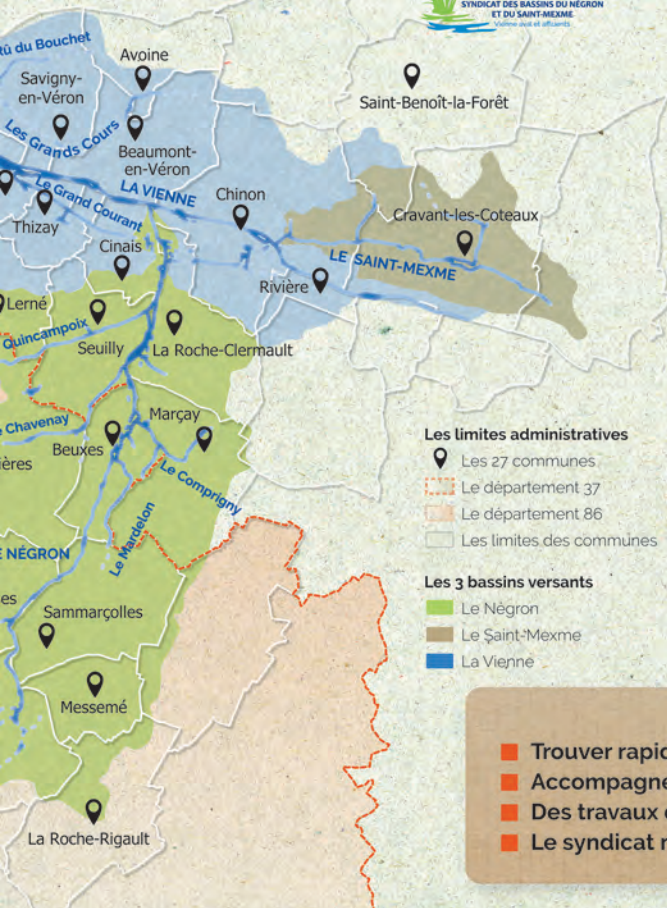 SYNDICAT DES BASSINS DU NÉGRON
ET DU SAINT-MEXME
Vienne aval et affluents
û du Bouchet
Avoine
Savigny-
en-Véron
Saint-Benoît-la-Forêt
Les Grands Cours
Beaumont-
en-Véron
Le Grand Courant
LA VIENNE
Chinon
Thizay
Cravant-les-Coteaux
Cinais
LE SAINT-MEXME
Rivière
Lerné
Quincampoix
Seuilly
La Roche-Clermault
Marçay
Chavenay
Beuxes
ières
Le Comprigny
Le Mardelon
NÉGRON
es
Sammarçolles
Messemé
La Roche-Rigault
Les limites administratives
Les 27 communes
Le département 37
Le département 86
Les limites des communes
Les 3 bassins versants
Le Négron
Le Saint-Mexme
La Vienne
Trouver rapid
Accompagne
Des travaux
Le syndicat